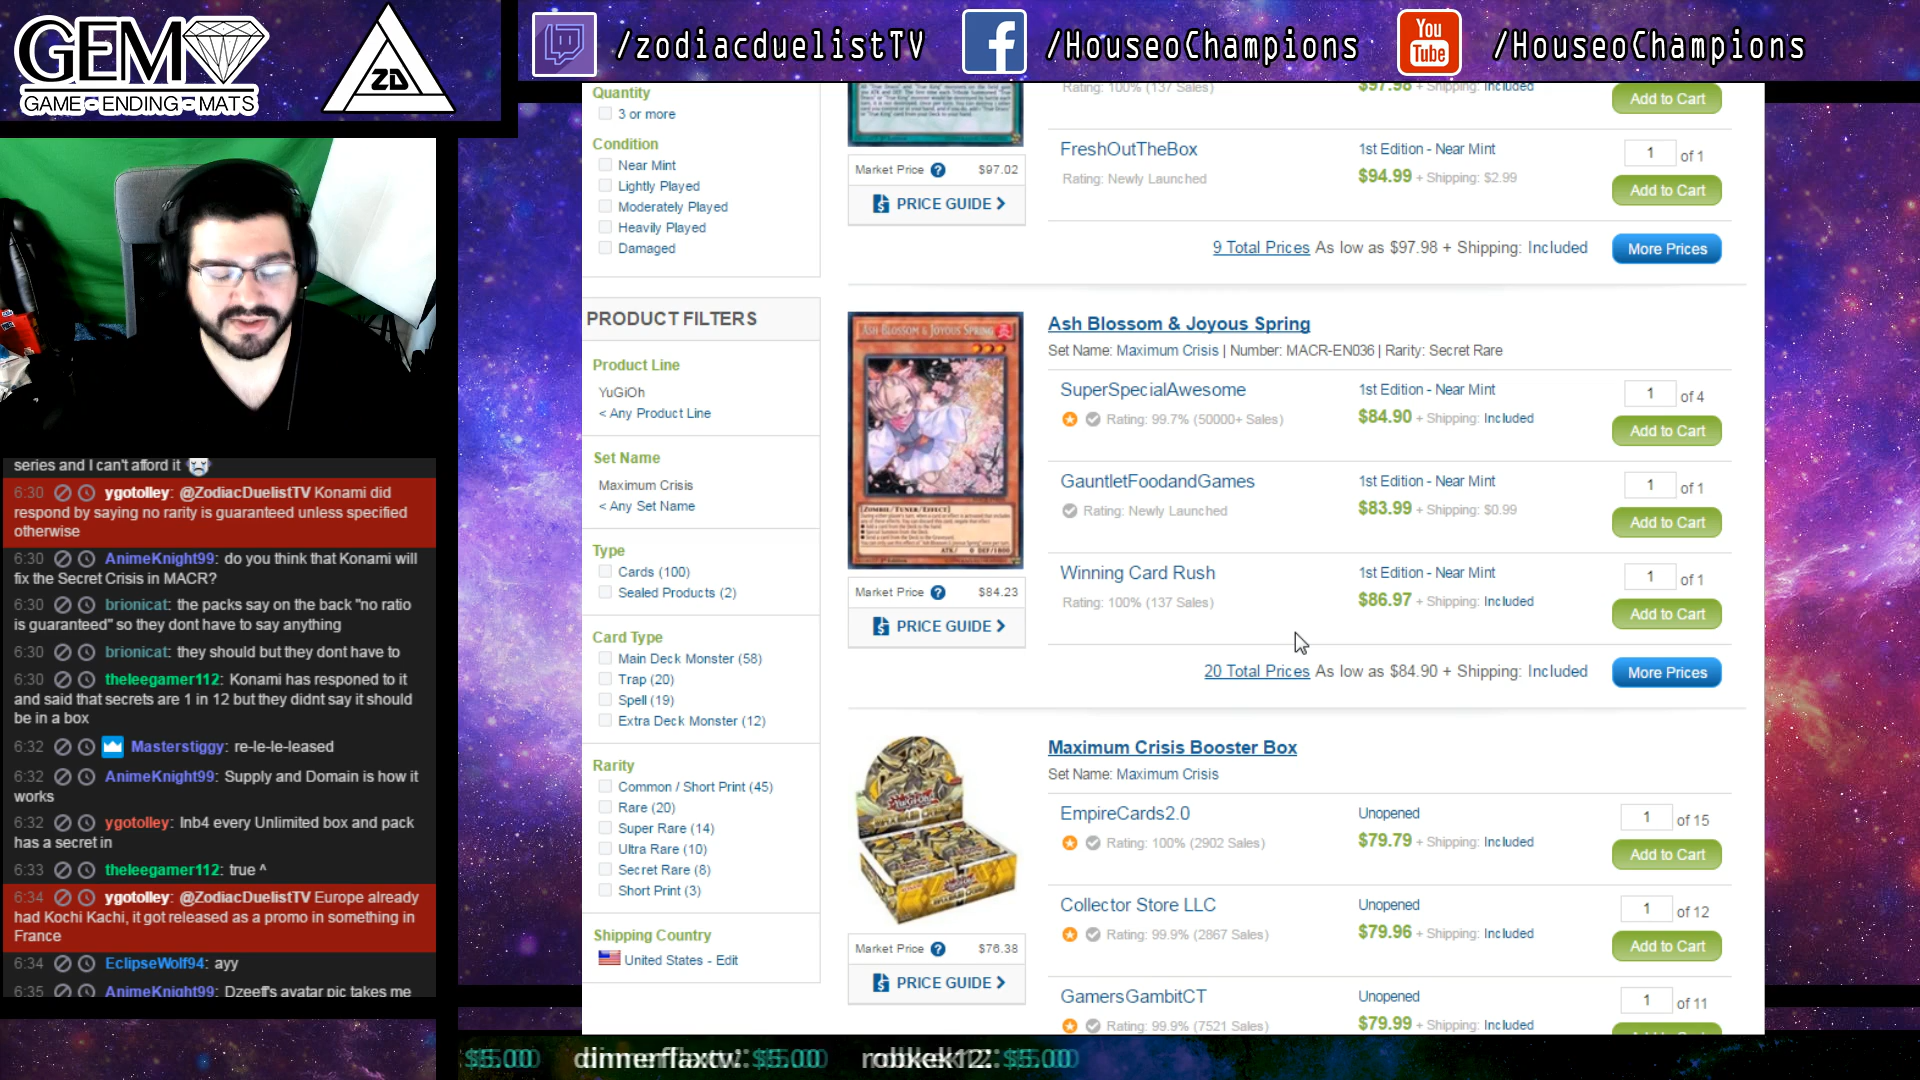 GEM
GAME-ENDING-MATS
ZD
/zodiacduelistTV
/HouseoChampions
You
Tube
/HouseoChampions
series and I can't afford it
6:30 ygotolley: @ZodiacDuelistTV Konami did
respond by saying no rarity is guaranteed unless specified
otherwise
6:30 AnimeKnight99: do you think that Konami will
fix the Secret Crisis in MACR?
6:30 brionicat: the packs say on the back "no ratio
is guaranteed" so they dont have to say anything
6:30 brionicat: they should but they dont have to
6:30 theleegamer112: Konami has responded to it
and said that secrets are 1 in 12 but they didnt say it should
be in a box
6:32 Masterstiggy: re-le-le-leased
6:32 AnimeKnight99: Supply and Domain is how it
works
6:32 ygotolley: Inb4 every Unlimited box and pack
has a secret in
6:33 theleegamer112: true ^
6:34 ygotolley: @ZodiacDuelistTV Europe already
had Kochi Kachi, it got released as a promo in something in
France
6:34 EclipseWolf94: ayy
6:35 AnimeKnight99: Dzeeff's avatar pic takes me
Quantity
3 or more
Condition
Near Mint
Lightly Played
Moderately Played
Heavily Played
Damaged
PRODUCT FILTERS
Product Line
YuGiOh
< Any Product Line
Set Name
Maximum Crisis
< Any Set Name
Type
Cards (100)
Sealed Products (2)
Card Type
Main Deck Monster (58)
Trap (20)
Spell (19)
Extra Deck Monster (12)
Rarity
Common / Short Print (45)
Rare (20)
Super Rare (14)
Ultra Rare (10)
Secret Rare (8)
Short Print (3)
Shipping Country
United States - Edit
Market Price ? $97.02
PRICE GUIDE
Rating: 100% (137 Sales) $97.98 + Shipping: Included
Add to Cart
FreshOutTheBox 1st Edition - Near Mint 1 of 1
Rating: Newly Launched $94.99 + Shipping: $2.99
Add to Cart
9 Total Prices As low as $97.98 + Shipping: Included More Prices
ASH BLOSSOM & JOYOUS SPRING
[ZOMBIE/TUNER/EFFECT]
ATK/ 0 DEF/1800
Market Price ? $84.23
PRICE GUIDE
Ash Blossom & Joyous Spring
Set Name: Maximum Crisis | Number: MACR-EN036 | Rarity: Secret Rare
SuperSpecialAwesome 1st Edition - Near Mint 1 of 4
Rating: 99.7% (50000+ Sales) $84.90 + Shipping: Included
Add to Cart
GauntletFoodandGames 1st Edition - Near Mint 1 of 1
Rating: Newly Launched $83.99 + Shipping: $0.99
Add to Cart
Winning Card Rush 1st Edition - Near Mint 1 of 1
Rating: 100% (137 Sales) $86.97 + Shipping: Included
Add to Cart
20 Total Prices As low as $84.90 + Shipping: Included More Prices
Market Price ? $76.38
PRICE GUIDE
Maximum Crisis Booster Box
Set Name: Maximum Crisis
EmpireCards2.0 Unopened 1 of 15
Rating: 100% (2902 Sales) $79.79 + Shipping: Included
Add to Cart
Collector Store LLC Unopened 1 of 12
Rating: 99.9% (2867 Sales) $79.96 + Shipping: Included
Add to Cart
GamersGambitCT Unopened 1 of 11
Rating: 99.9% (7521 Sales) $79.99 + Shipping: Included
$5.00 dinnerflaxtv: $5.00 robkek12: $5.00